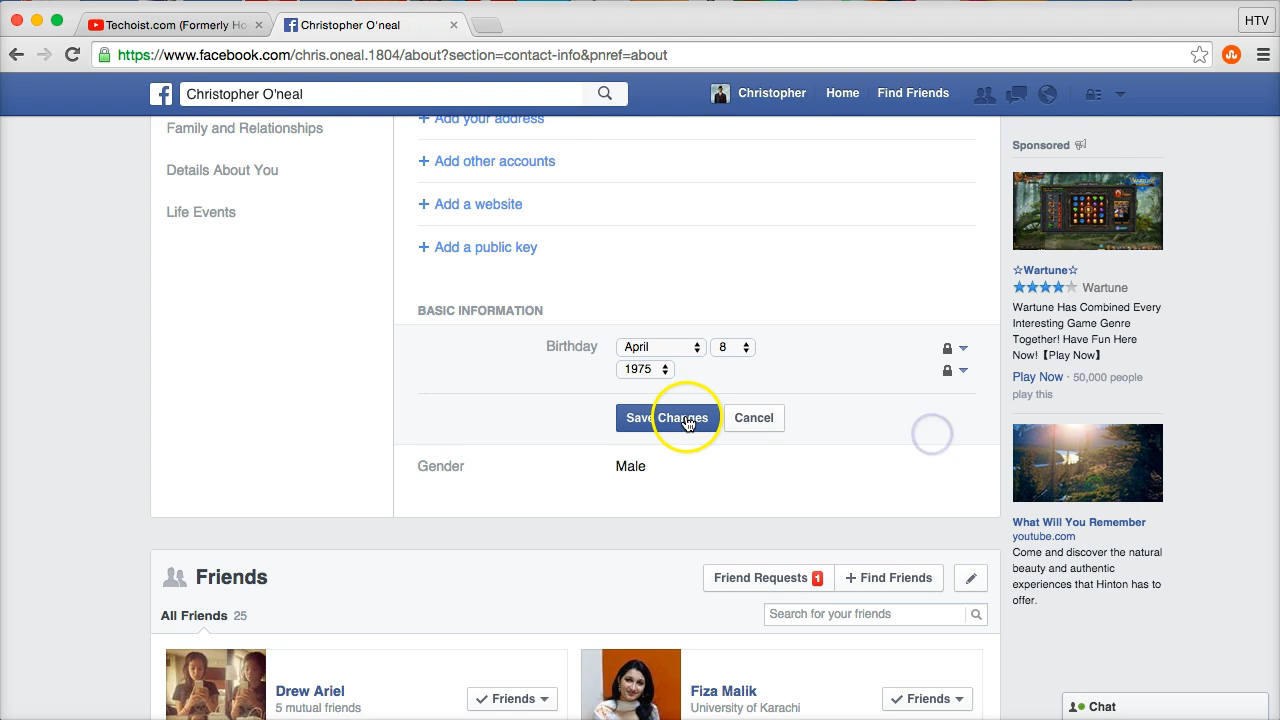 Techoist.com (Formerly Ho
Christopher O'neal
HTV
https://www.facebook.com/chris.oneal.1804/about?section=contact-info&pnref=about
Christopher O'neal
Christopher
Home
Find Friends
Family and Relationships
Details About You
Life Events
+ Add your address
+ Add other accounts
+ Add a website
+ Add a public key
BASIC INFORMATION
Birthday
April
8
1975
Save Changes
Cancel
Gender
Male
Sponsored
☆Wartune☆
Wartune
Wartune Has Combined Every
Interesting Game Genre
Together! Have Fun Here
Now!【Play Now】
Play Now · 50,000 people
play this
What Will You Remember
youtube.com
Come and discover the natural
beauty and authentic
experiences that Hinton has to
offer.
Friends
Friend Requests 1
+ Find Friends
All Friends 25
Search for your friends
Drew Ariel
5 mutual friends
Friends
Fiza Malik
University of Karachi
Friends
Chat